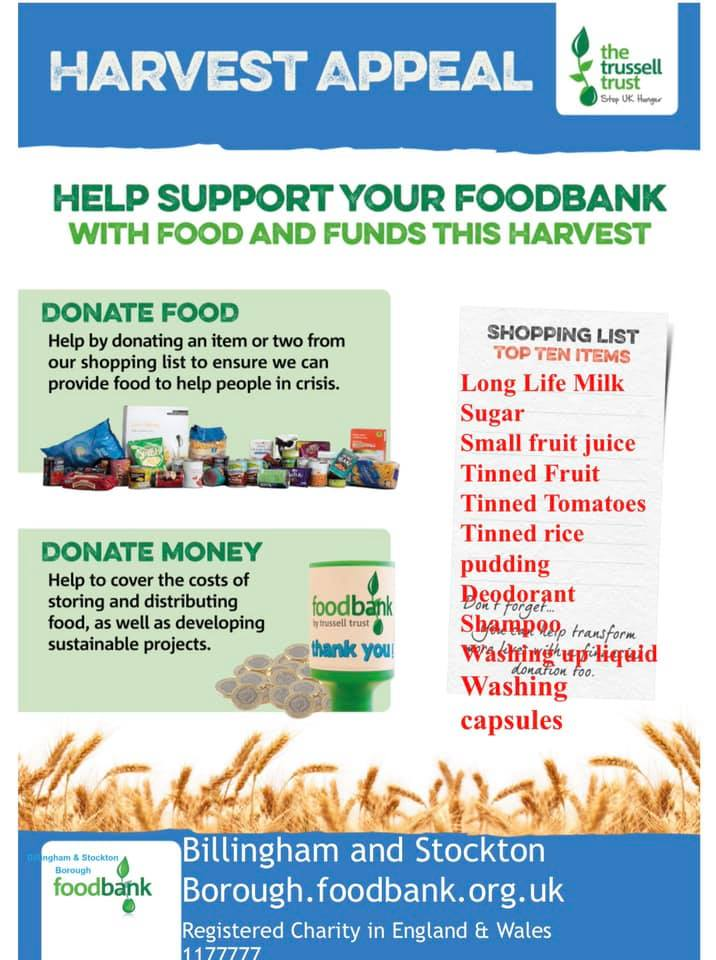 HARVEST APPEAL
the
trussell
trust
Stop UK Hunger
HELP SUPPORT YOUR FOODBANK
WITH FOOD AND FUNDS THIS HARVEST
DONATE FOOD
Help by donating an item or two from
our shopping list to ensure we can
provide food to help people in crisis.
DONATE MONEY
Help to cover the costs of
storing and distributing
food, as well as developing
sustainable projects.
foodbank
by trussell trust
thank you!
SHOPPING LIST
TOP TEN ITEMS
Long Life Milk
Sugar
Small fruit juice
Tinned Fruit
Tinned Tomatoes
Tinned rice
pudding
Deodorant
Don't forget...
Shampoo
you can help transform
Washing up liquid
donation too.
Washing
capsules
Billingham & Stockton
Borough
foodbank
Billingham and Stockton
Borough.foodbank.org.uk
Registered Charity in England & Wales
1177777